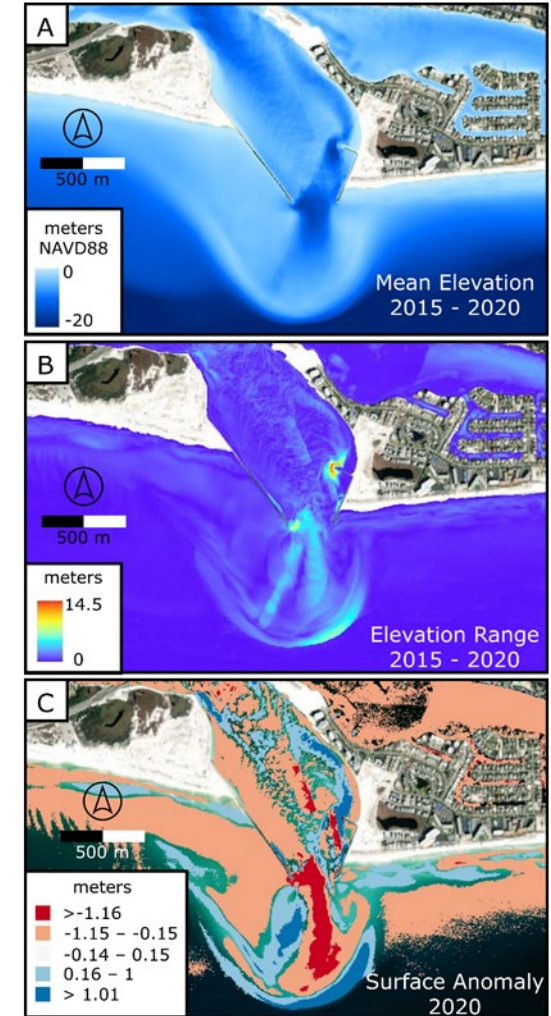 A
500 m
meters
NAVD88
0
-20
Mean Elevation
2015 - 2020
B
500 m
meters
14.5
0
Elevation Range
2015 - 2020
C
500 m
meters
>-1.16
-1.15 – -0.15
-0.14 – 0.15
0.16 – 1
> 1.01
Surface Anomaly
2020